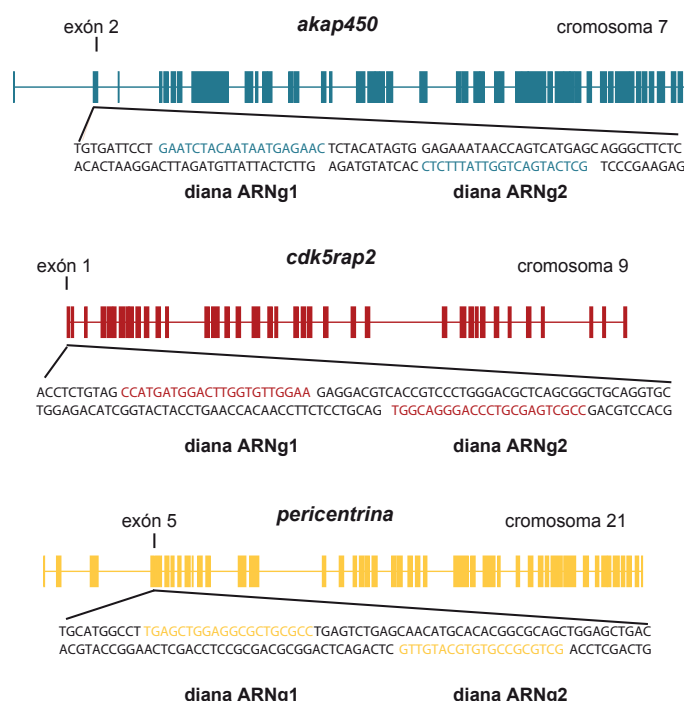 exón 2 akap450 cromosoma 7
TGTGATTCCT GAATCTACAATAATGAGAAC TCTACATAGTG GAGAAATAACCAGTCATGAGCAGGGCTTCTC
ACACTAAGGACTTAGATGTTATTACTCTTG AGATGTATCAC CTCTTTATTGGTCAGTACTCG TCCCGAAGAG
diana ARNg1 diana ARNg2
exón 1 cdk5rap2 cromosoma 9
ACCTCTGTAG CCATGATGGACTTGGTGTTGGAA GAGGACGTCACCGTCCCTGGGACGCTCAGCGGCTGCAGGTGC
TGGAGACATCGGTACTACCTGAACCACAACCTTCTCCTGCAG TGGCAGGGACCCTGCGAGTCGCC GACGTCCACG
diana ARNg1 diana ARNg2
exón 5 pericentrina cromosoma 21
TGCATGGCCT TGAGCTGGAGGCGCTGCGCC TGAGTCTGAGCAACATGCACACGGCGCAGCTGGAGCTGAC
ACGTACCGGAACTCGACCTCCGCGACGCGGACTCAGACTC GTTGTACGTGTGCCGCGTCG ACCTCGACTG
diana ARNg1 diana ARNg2